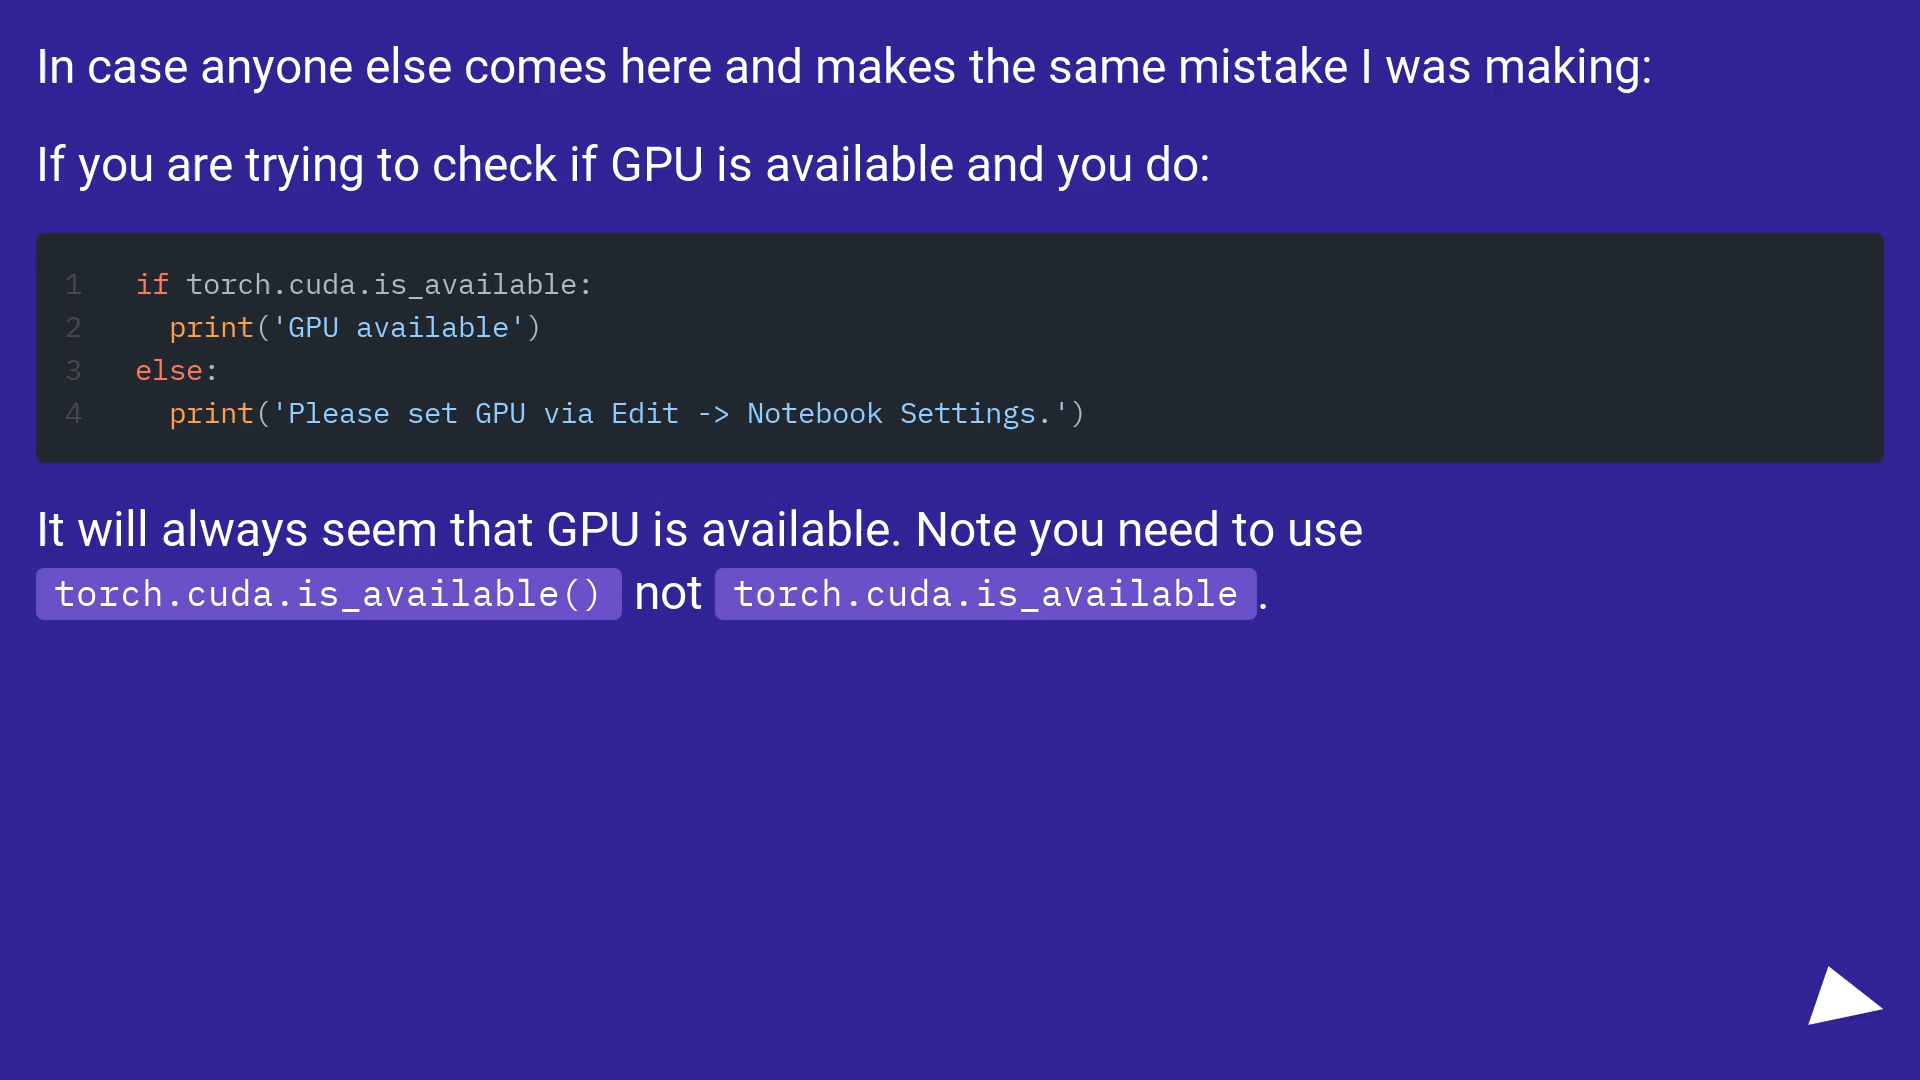 In case anyone else comes here and makes the same mistake I was making:
If you are trying to check if GPU is available and you do:
1 if torch.cuda.is_available:
2   print('GPU available')
3 else:
4   print('Please set GPU via Edit -> Notebook Settings.')
It will always seem that GPU is available. Note you need to use
torch.cuda.is_available() not torch.cuda.is_available.